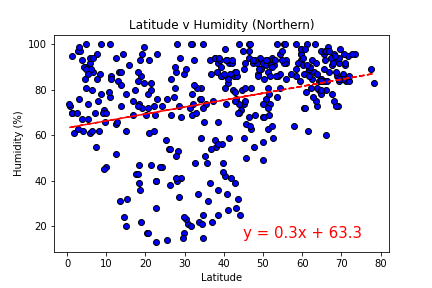 Latitude v Humidity (Northern)
100
80
60
40
20
Humidity (%)
y = 0.3x + 63.3
0 10 20 30 40 50 60 70 80
Latitude